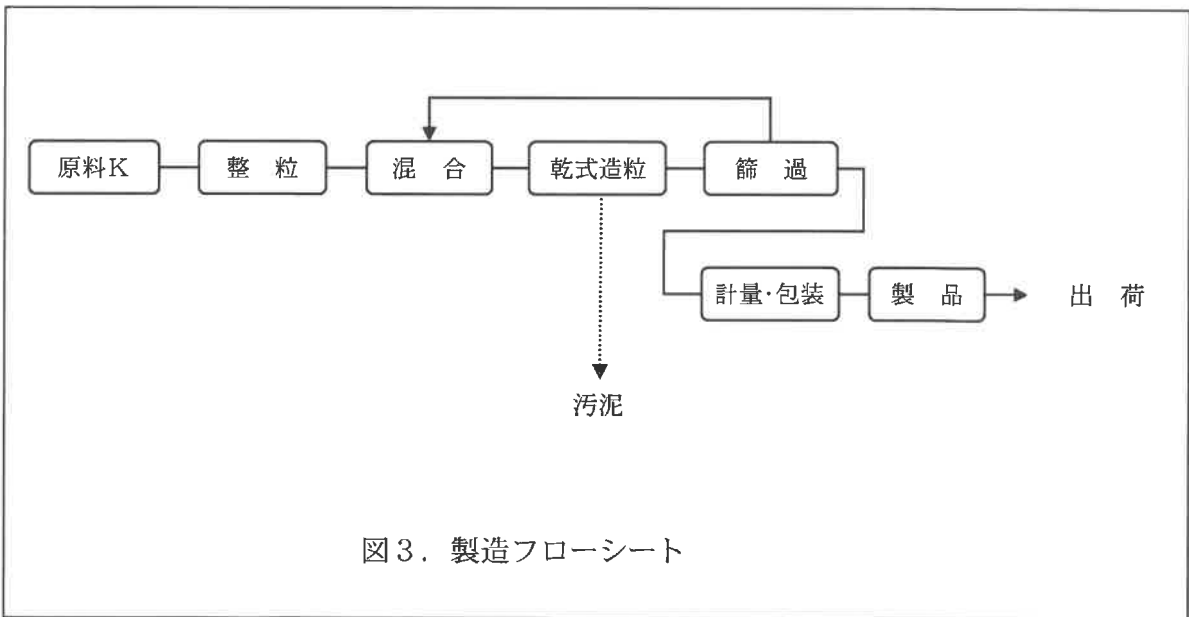 原料K
整 粒
混 合
乾式造粒
篩 過
計量・包装
製 品
出 荷
汚泥
図3. 製造フローシート